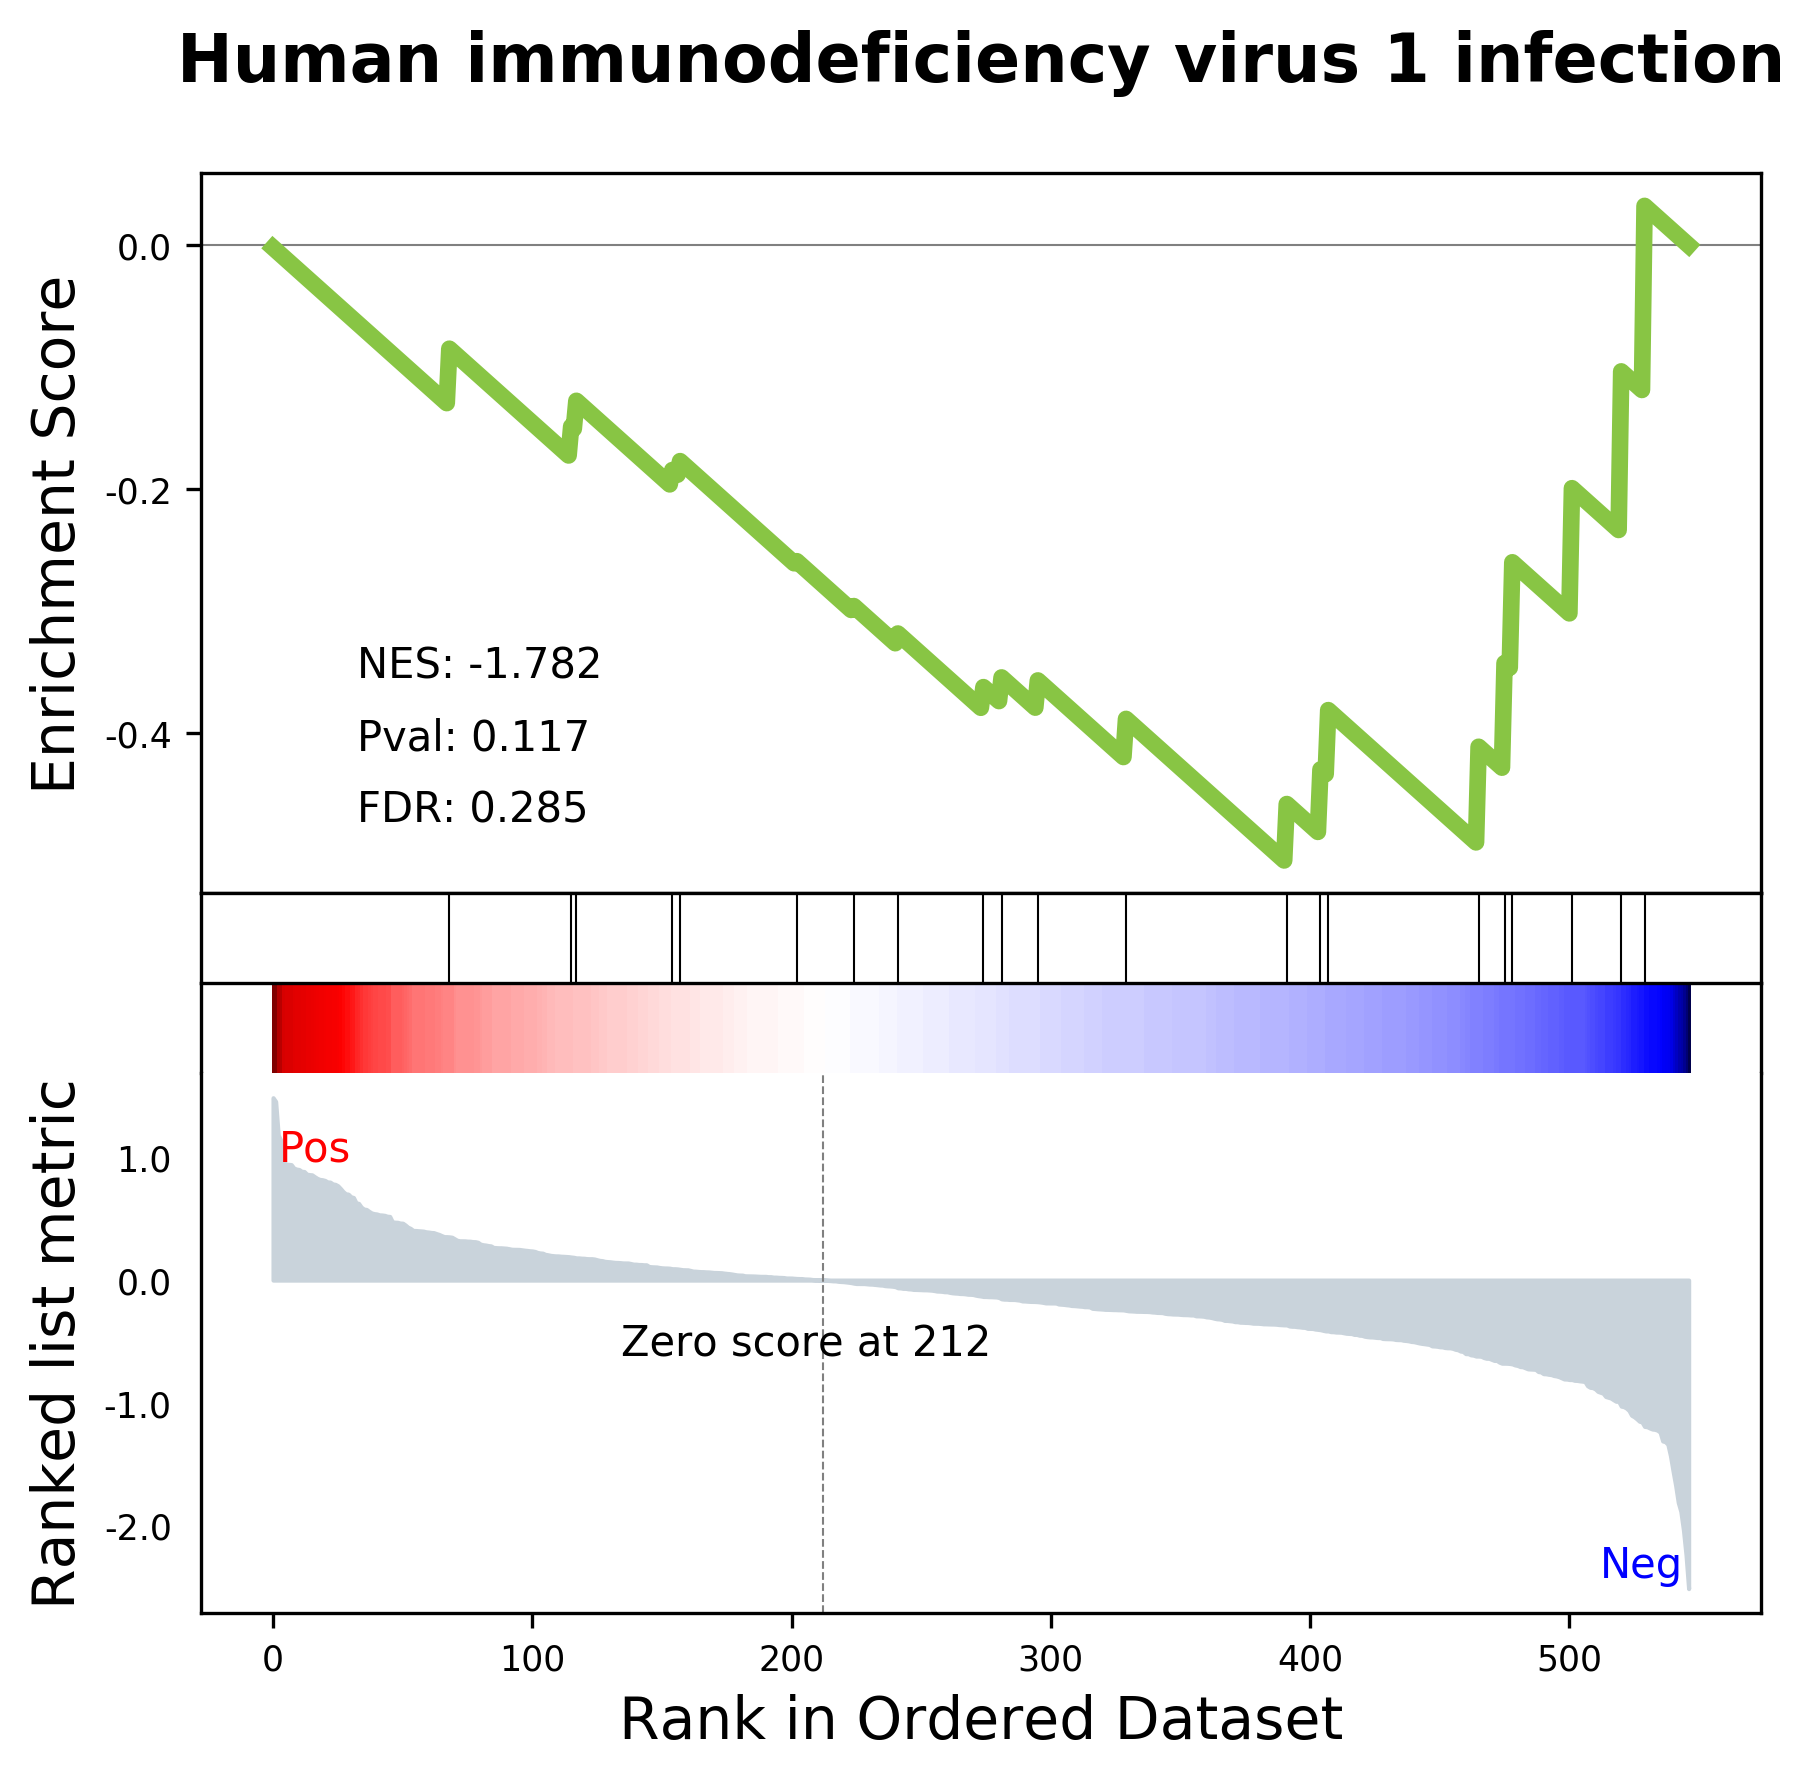 Human immunodeficiency virus 1 infection
Enrichment Score
0.0
-0.2
-0.4
NES: -1.782
Pval: 0.117
FDR: 0.285
Ranked list metric
1.0
0.0
-1.0
-2.0
Pos
Zero score at 212
Neg
0 100 200 300 400 500
Rank in Ordered Dataset